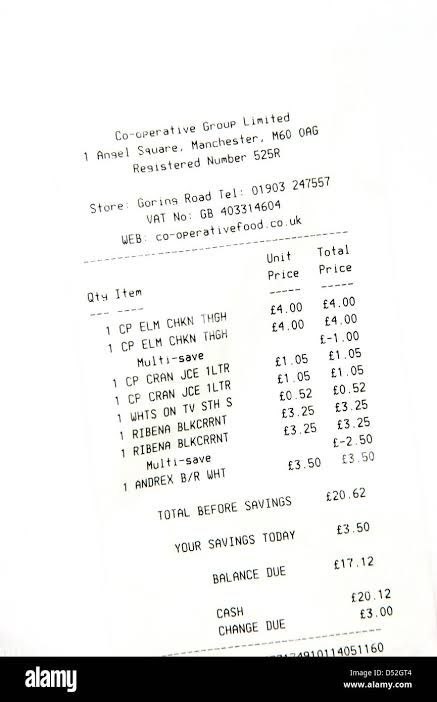 Co-operative Group Limited
1 Angel Square, Manchester, M60 0AG
Registered Number 525R
Store: Goring Road Tel: 01903 247557
VAT No: GB 403314604
WEB: co-operativefood.co.uk
Unit Total
Qty Item Price Price
--- ---- ----- -----
1 CP ELM CHKN THGH £4.00 £4.00
1 CP ELM CHKN THGH £4.00 £4.00
Multi-save £-1.00
1 CP CRAN JCE 1LTR £1.05 £1.05
1 CP CRAN JCE 1LTR £1.05 £1.05
1 WHTS ON TV STH S £0.52 £0.52
1 RIBENA BLKCRRNT £3.25 £3.25
1 RIBENA BLKCRRNT £3.25 £3.25
Multi-save £-2.50
1 ANDREX B/R WHT £3.50 £3.50
TOTAL BEFORE SAVINGS £20.62
YOUR SAVINGS TODAY £3.50
BALANCE DUE £17.12
CASH £20.12
CHANGE DUE £3.00
4910114051160
alamy
Image ID: D52GT4
www.alamy.com